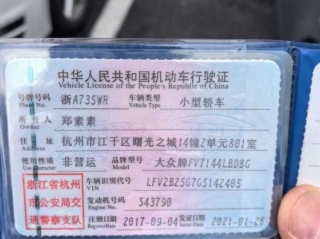 中华人民共和国机动车行驶证
Vehicle License of the People's Republic of China
号牌号码 浙A735WR 车辆类型 小型轿车
Plate No. Vehicle Type
所有人 郑素素
Owner
住址 杭州市江干区曙光之城14幢2单元801室
Address
使用性质 非营运 品牌型号 大众牌FV7144LBDBG
Use Character Model
浙江省杭州市公安局交通警察支队
车辆识别代号 LFV2B25G7G5142405
VIN
发动机号码 S43790
Engine No.
注册日期 2017-09-04 发证日期 2021-01-26
Register Date Issue Date